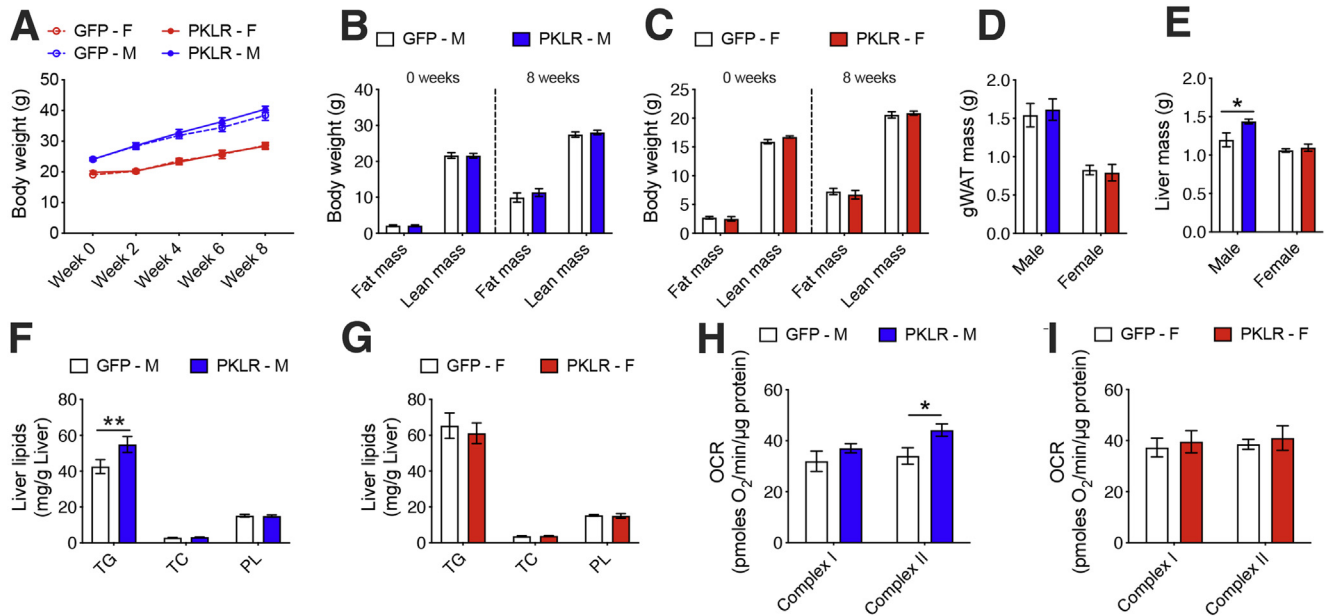 A
GFP - F
PKLR - F
GFP - M
PKLR - M
Body weight (g)
50
40
30
20
10
0
Week 0
Week 2
Week 4
Week 6
Week 8
B
GFP - M
PKLR - M
0 weeks
8 weeks
Body weight (g)
40
30
20
10
0
Fat mass
Lean mass
Fat mass
Lean mass
C
GFP - F
PKLR - F
0 weeks
8 weeks
Body weight (g)
25
20
15
10
5
0
Fat mass
Lean mass
Fat mass
Lean mass
D
gWAT mass (g)
2.0
1.5
1.0
0.5
0.0
Male
Female
E
Liver mass (g)
2.0
1.5
1.0
0.5
0.0
*
Male
Female
F
GFP - M
PKLR - M
Liver lipids
(mg/g Liver)
80
60
40
20
0
**
TG
TC
PL
G
GFP - F
PKLR - F
Liver lipids
(mg/g Liver)
80
60
40
20
0
TG
TC
PL
H
GFP - M
PKLR - M
OCR
(pmoles O2/min/µg protein)
60
40
20
0
*
Complex I
Complex II
I
GFP - F
PKLR - F
OCR
(pmoles O2/min/µg protein)
60
40
20
0
Complex I
Complex II